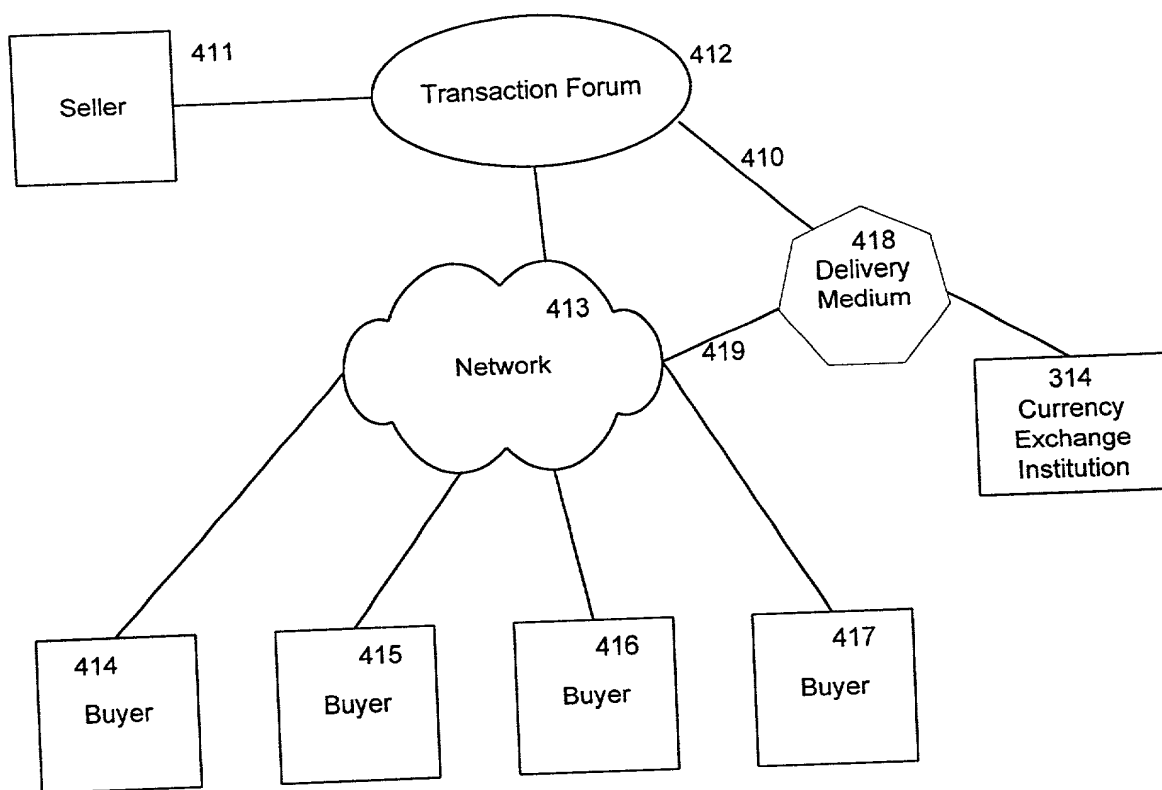 411
Seller
412
Transaction Forum
410
418
Delivery
Medium
413
Network
419
314
Currency
Exchange
Institution
414
Buyer
415
Buyer
416
Buyer
417
Buyer